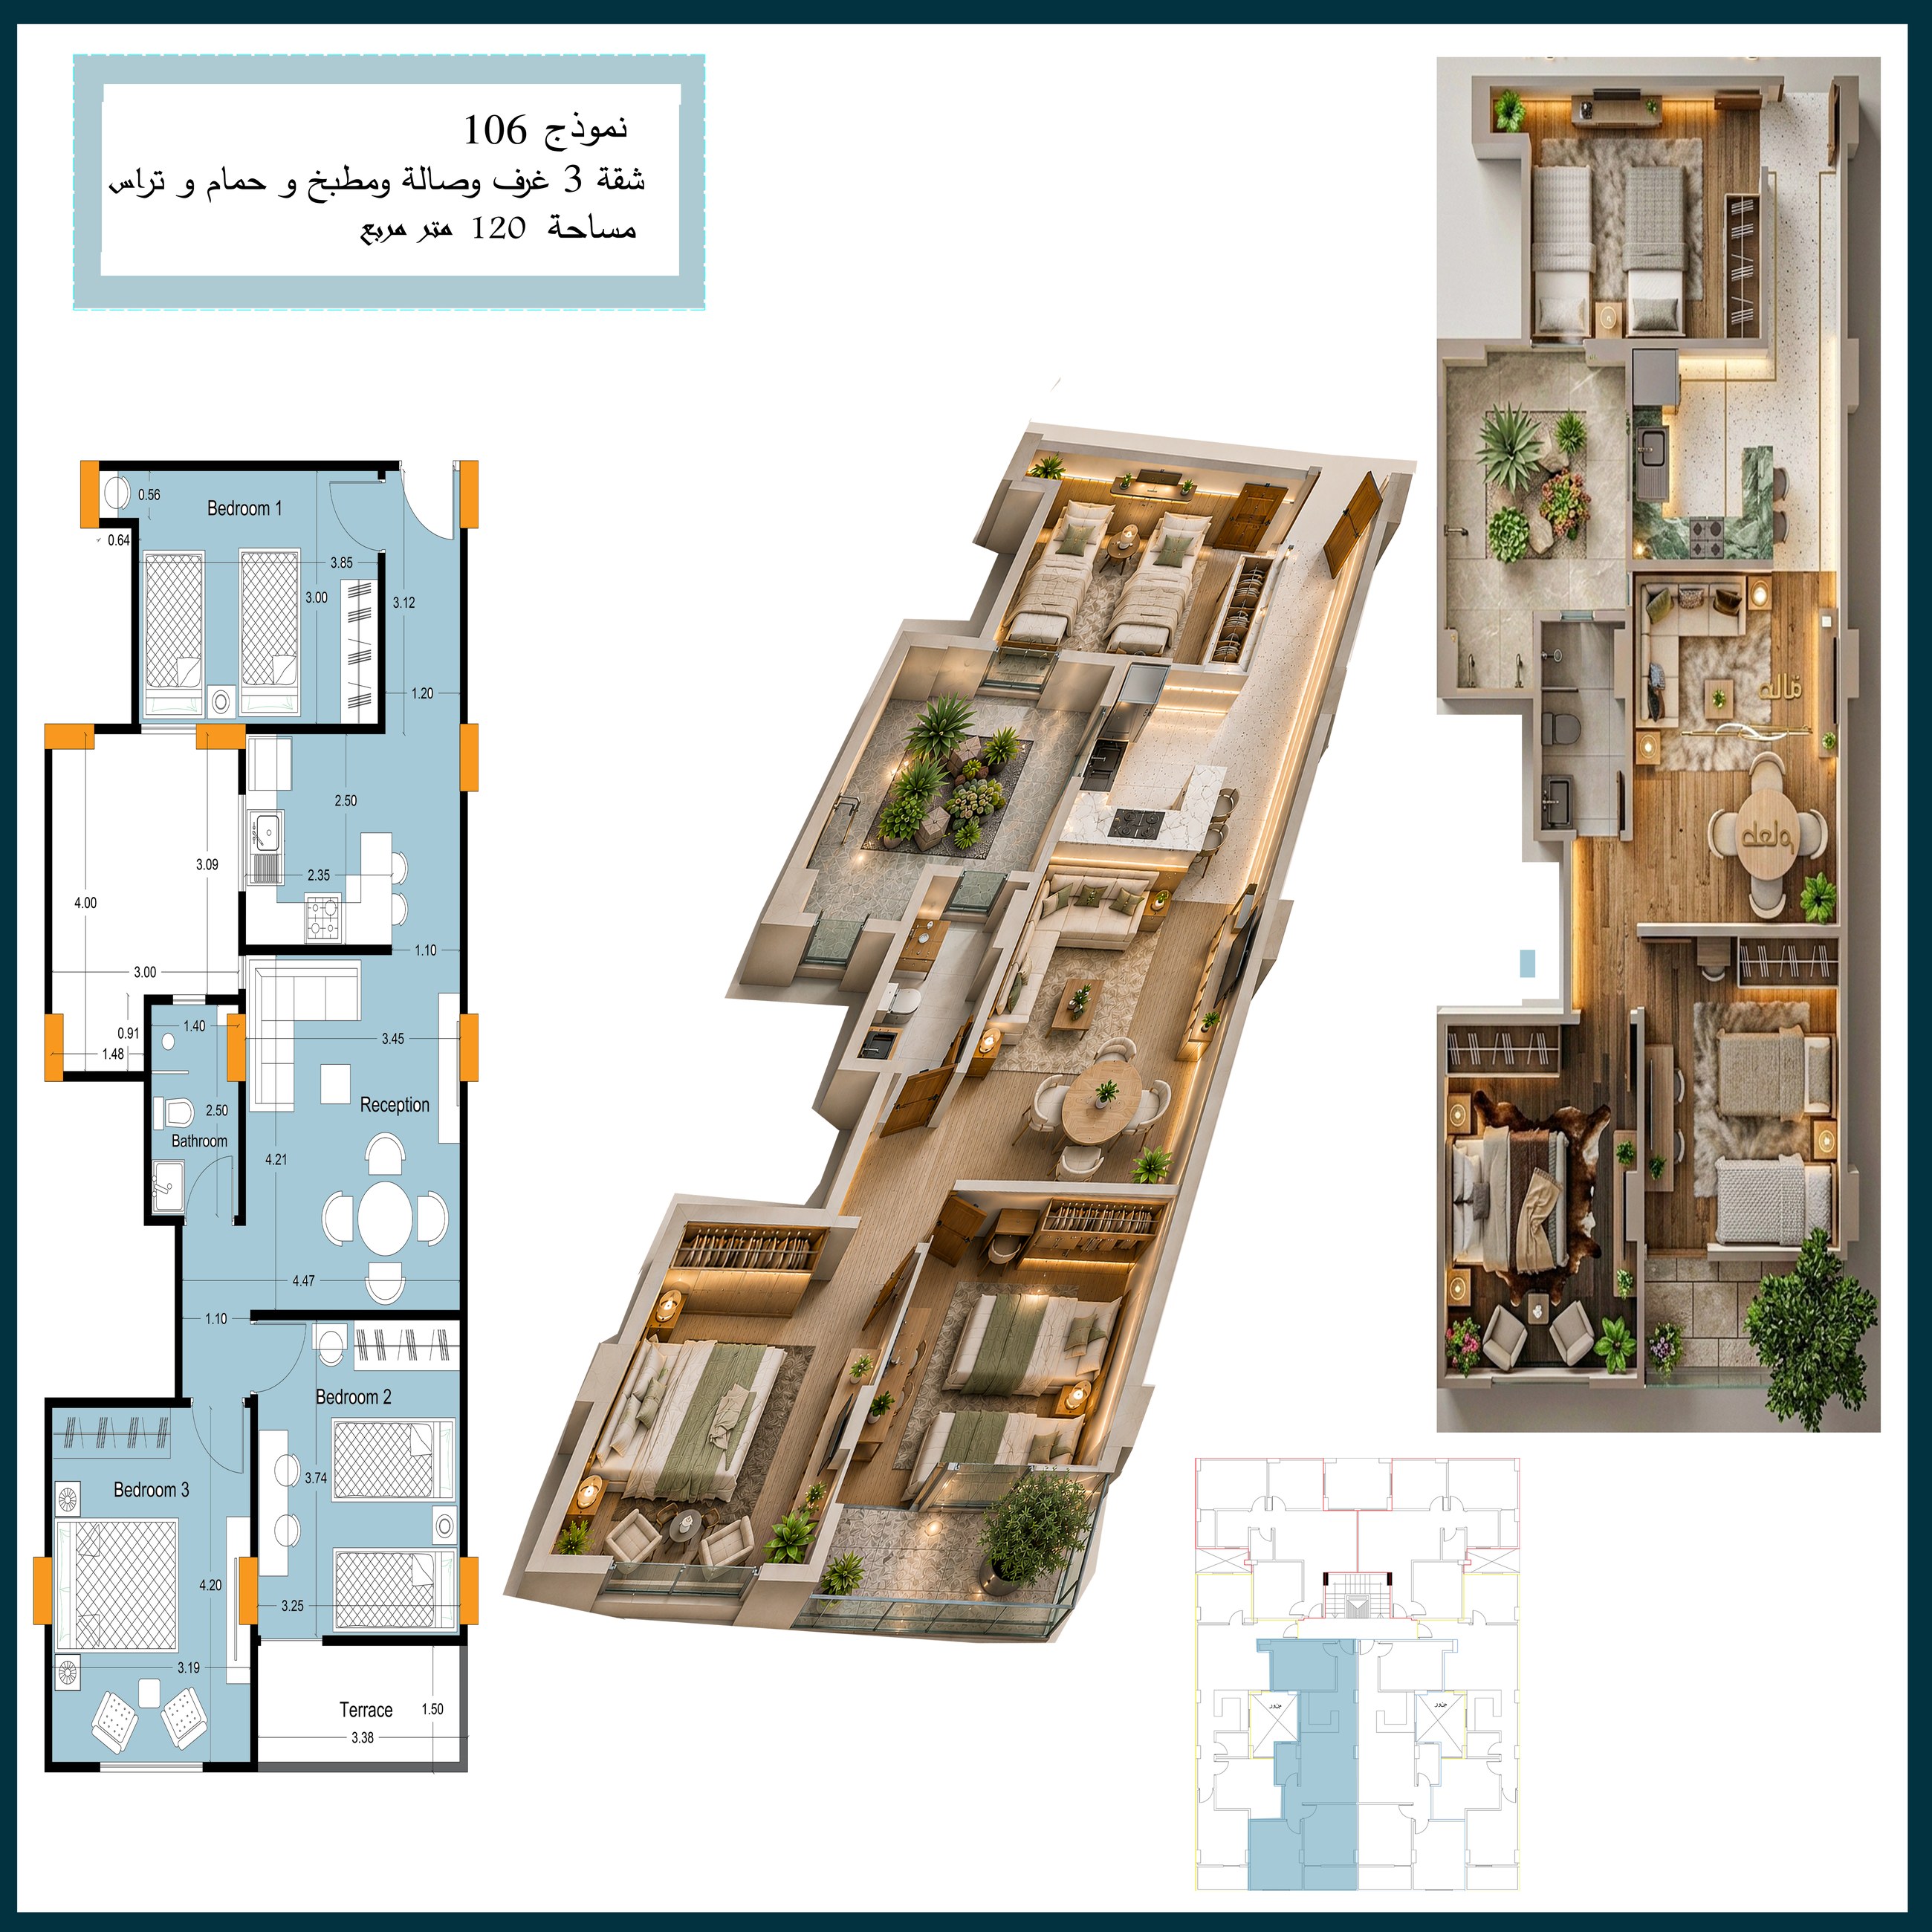 نموذج 106
شقة 3 غرف وصالة ومطبخ و حمام و تراس
مساحة 120 متر مربع
Bedroom 1
0.56
0.64
3.85
3.00
3.12
1.20
2.50
3.09
2.35
4.00
1.10
3.00
1.40
0.91
1.48
3.45
2.50
Reception
Bathroom
4.21
4.47
1.10
Bedroom 2
3.74
Bedroom 3
4.20
3.25
3.19
Terrace
1.50
3.38
منور
منور